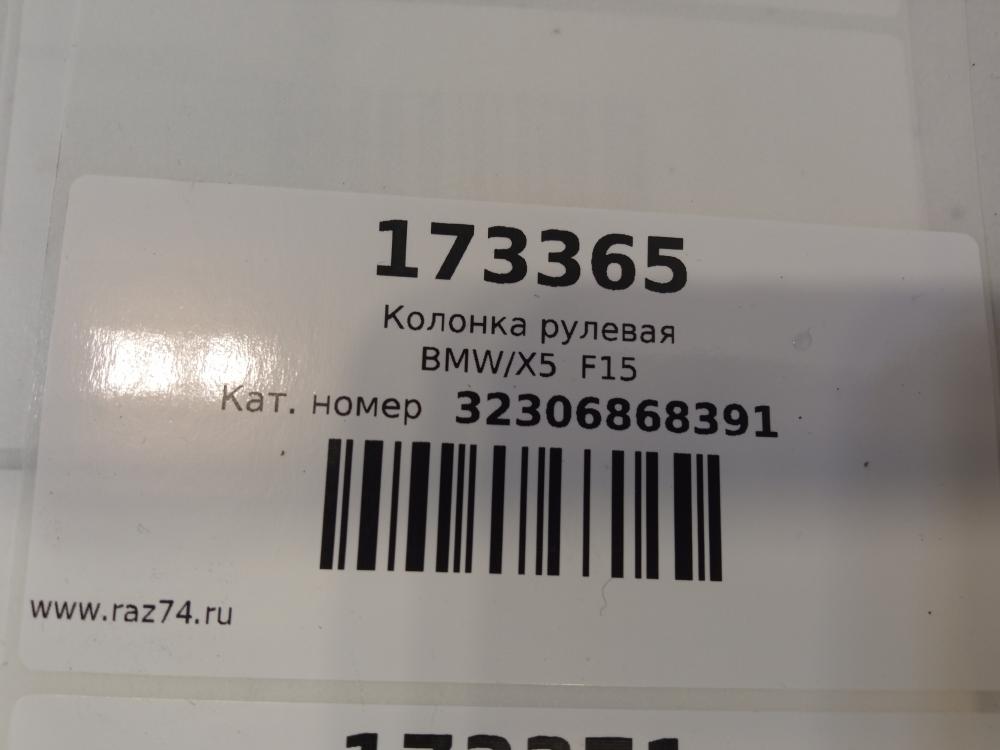 173365
Колонка рулевая
BMW/X5 F15
Кат. номер 32306868391
www.raz74.ru